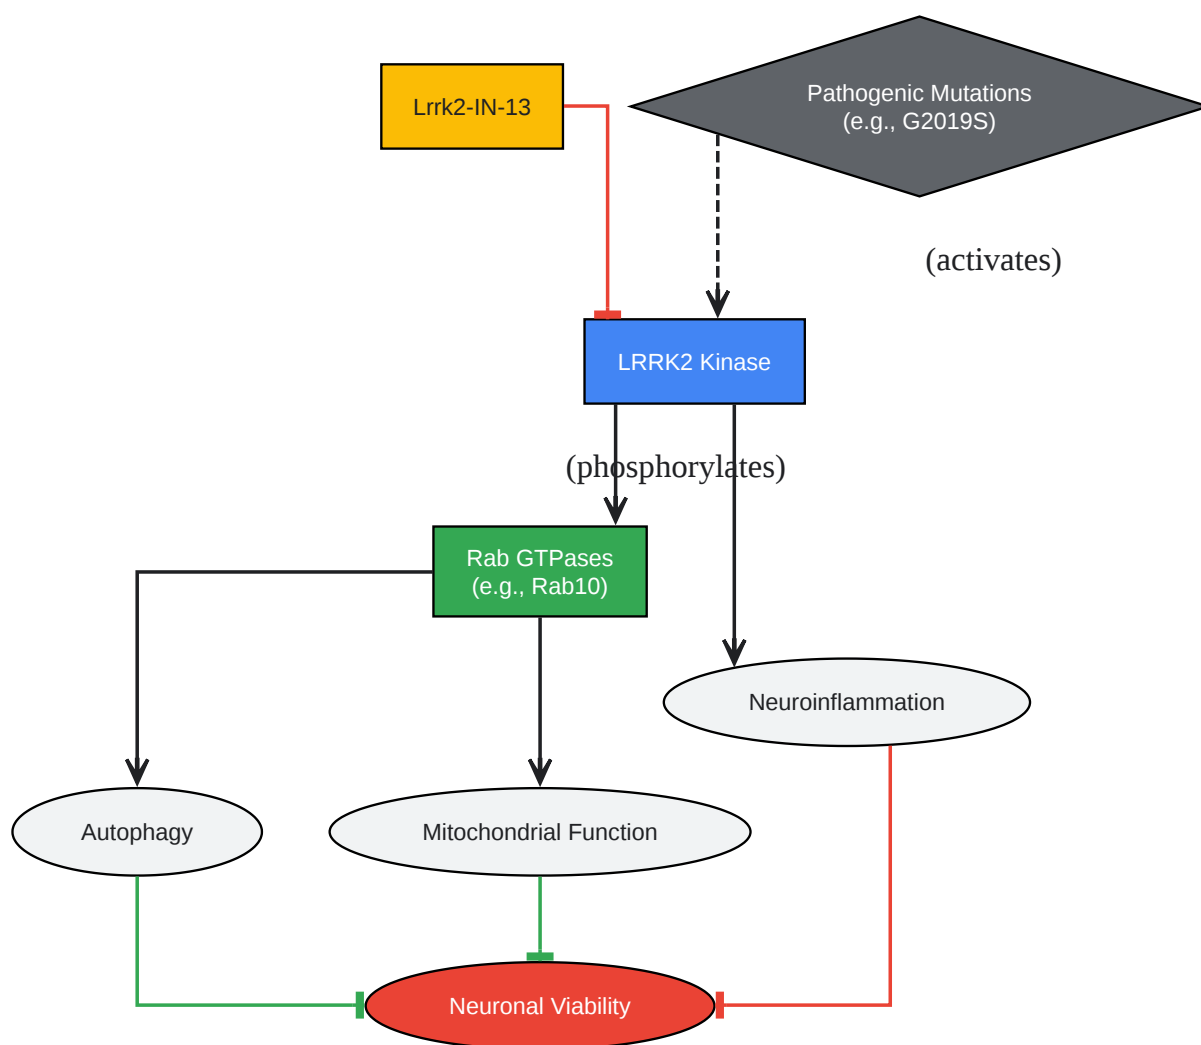 Lrrk2-IN-13
Pathogenic Mutations
(e.g., G2019S)
(activates)
LRRK2 Kinase
(phosphorylates)
Rab GTPases
(e.g., Rab10)
Neuroinflammation
Autophagy
Mitochondrial Function
Neuronal Viability